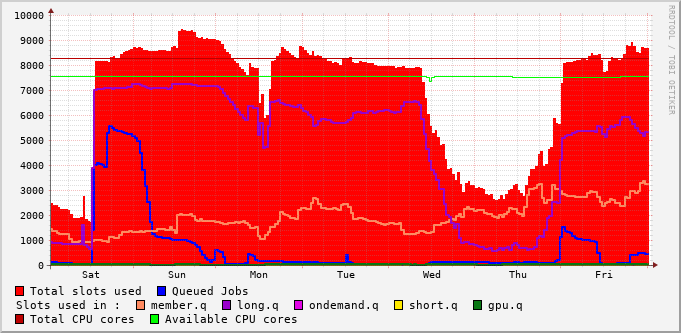 10000
9000
8000
7000
6000
5000
4000
3000
2000
1000
0
Sat Sun Mon Tue Wed Thu Fri
RRDTOOL / TOBI OETIKER
Total slots used Queued Jobs
Slots used in : member.q long.q ondemand.q short.q gpu.q
Total CPU cores Available CPU cores